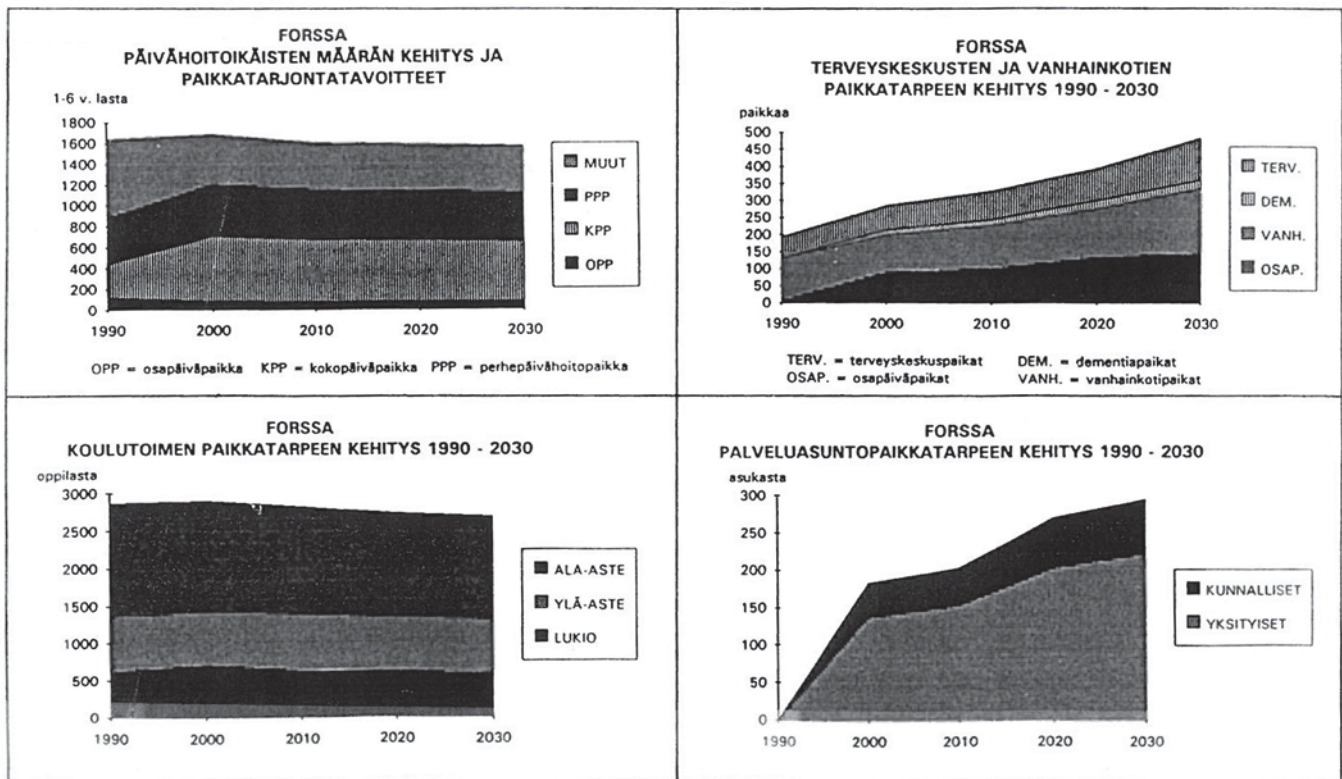 FORSSA
PÄIVÄHOITOIKÄISTEN MÄÄRÄN KEHITYS JA
PAIKKATARJONTATAVOITTEET
1-6 v. lasta
1800
1600
1400
1200
1000
800
600
400
200
0
1990 2000 2010 2020 2030
MUUT
PPP
KPP
OPP
OPP = osapäiväpaikka KPP = kokopäiväpaikka PPP = perhepäivähoitopaikka
FORSSA
TERVEYSKESKUSTEN JA VANHAINKOTIEN
PAIKKATARPEEN KEHITYS 1990 - 2030
paikkaa
500
450
400
350
300
250
200
150
100
50
0
1990 2000 2010 2020 2030
TERV.
DEM.
VANH.
OSAP.
TERV. = terveyskeskuspaikat DEM. = dementiapaikat
OSAP. = osapäiväpaikat VANH. = vanhainkotipaikat
FORSSA
KOULUTOIMEN PAIKKATARPEEN KEHITYS 1990 - 2030
oppilasta
3000
2500
2000
1500
1000
500
0
1990 2000 2010 2020 2030
ALA-ASTE
YLÄ-ASTE
LUKIO
FORSSA
PALVELUASUNTOPAIKKATARPEEN KEHITYS 1990 - 2030
asukasta
300
250
200
150
100
50
0
1990 2000 2010 2020 2030
KUNNALLISET
YKSITYISET